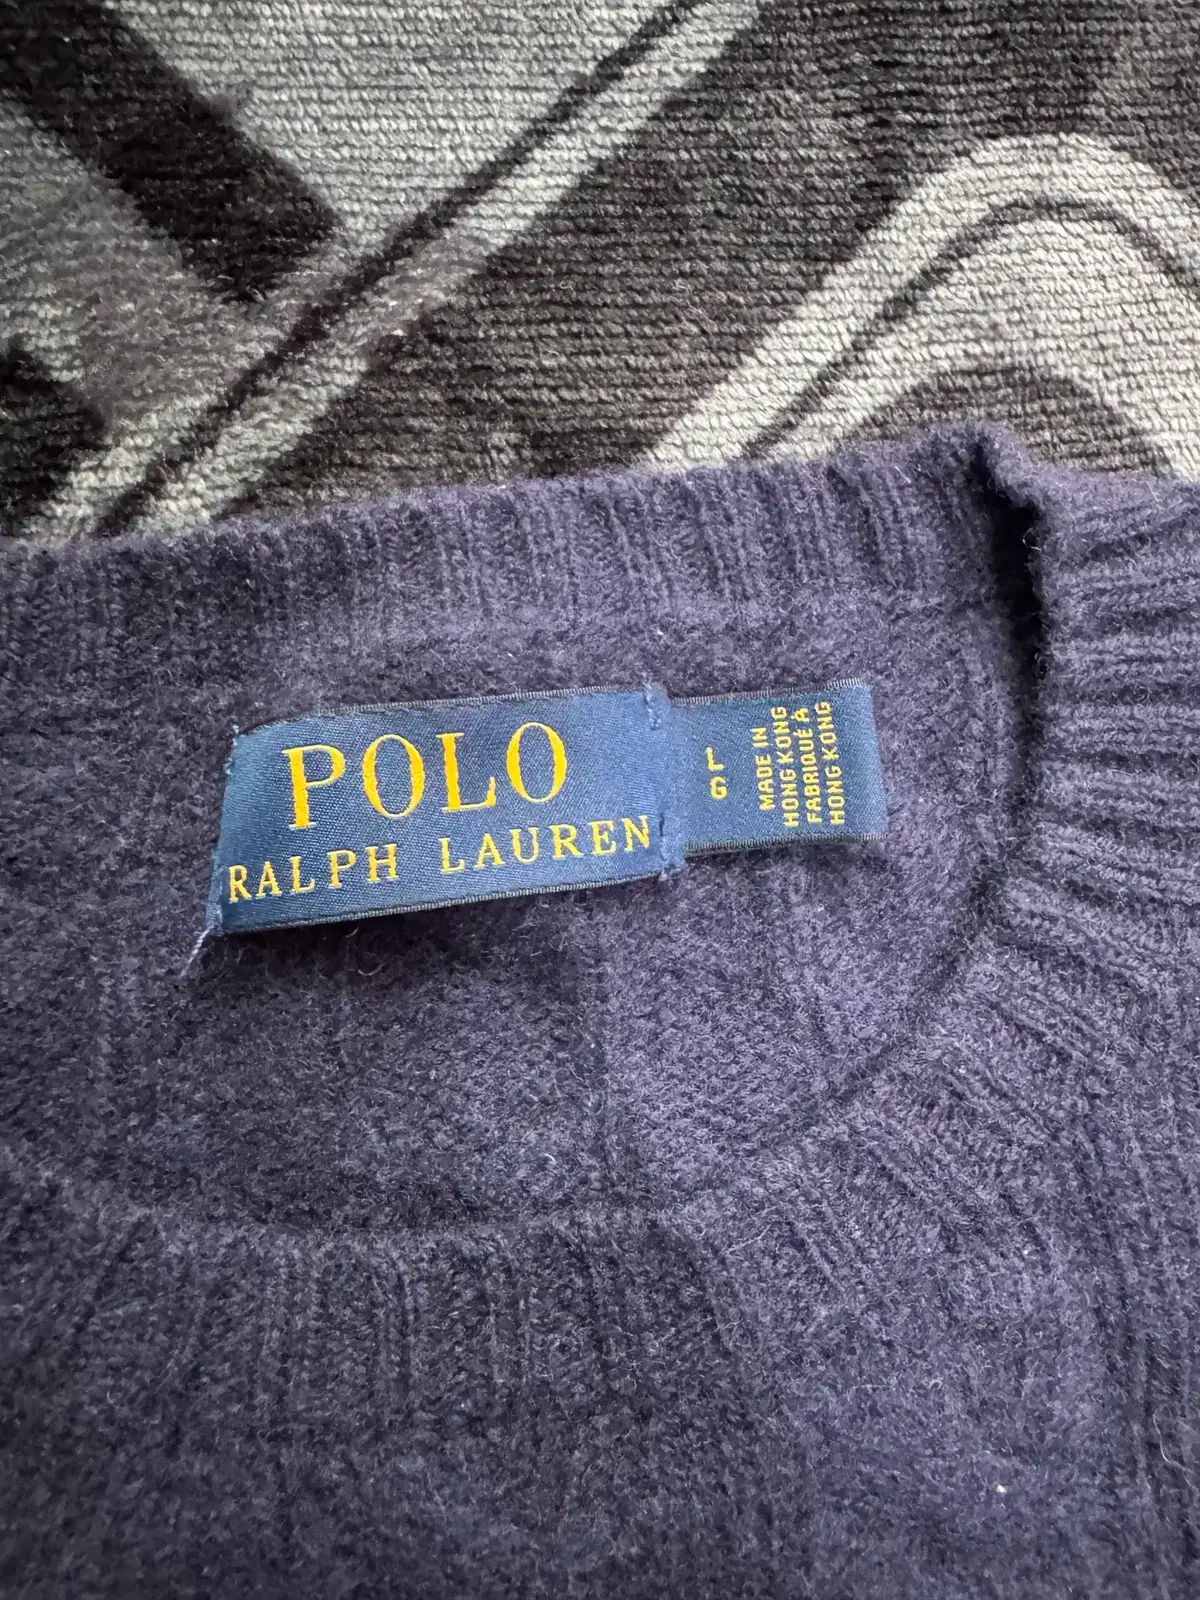 POLO
RALPH LAUREN
L
G
MADE IN
HONG KONG
FABRIQUÉ À
HONG KONG